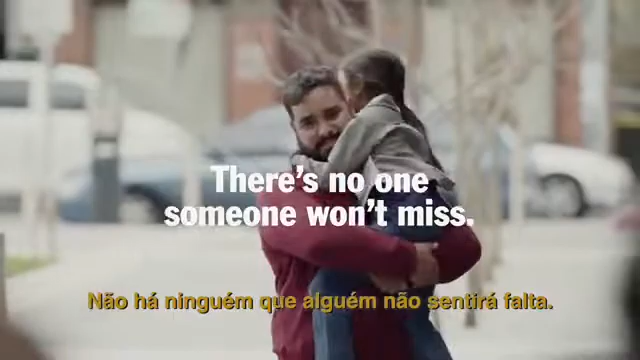 There's no one
someone won't miss.
Não há ninguém que alguém não sentirá falta.